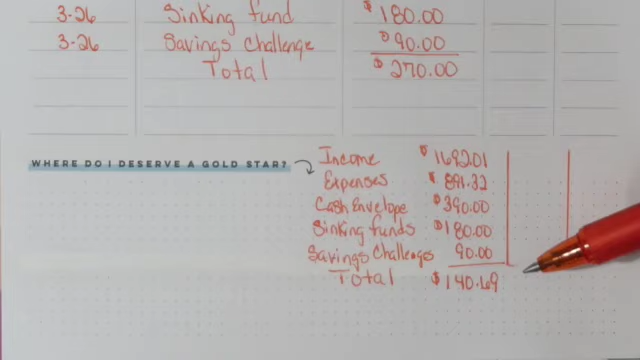 3-26 Sinking fund $180.00
3-26 Savings Challenge $90.00
Total $270.00
WHERE DO I DESERVE A GOLD STAR?
Income $1692.01
Expenses $891.32
Cash Envelope $390.00
Sinking funds $180.00
Savings Challenge 90.00
Total $140.69